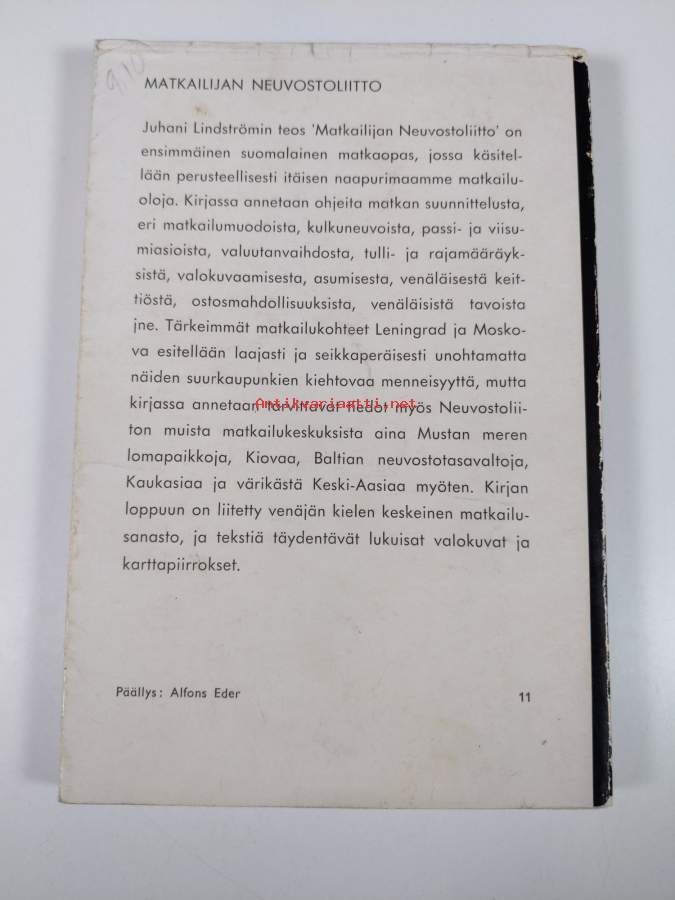 910
MATKAILIJAN NEUVOSTOLIITTO
Juhani Lindströmin teos 'Matkailijan Neuvostoliitto' on
ensimmäinen suomalainen matkaopas, jossa käsitel-
lään perusteellisesti itäisen naapurimaamme matkailu-
oloja. Kirjassa annetaan ohjeita matkan suunnittelusta,
eri matkailumuodoista, kulkuneuvoista, passi- ja viisu-
miasioista, valuutanvaihdosta, tulli- ja rajamääräyk-
sistä, valokuvaamisesta, asumisesta, venäläisestä keit-
tiöstä, ostosmahdollisuuksista, venäläisistä tavoista
jne. Tärkeimmät matkailukohteet Leningrad ja Mosko-
va esitellään laajasti ja seikkaperäisesti unohtamatta
näiden suurkaupunkien kiehtovaa menneisyyttä, mutta
Antikvariaatti.net
kirjassa annetaan tarvittavat tiedot myös Neuvostolii-
ton muista matkailukeskuksista aina Mustan meren
lomapaikkoja, Kiovaa, Baltian neuvostotasavaltoja,
Kaukasiaa ja värikästä Keski-Aasiaa myöten. Kirjan
loppuun on liitetty venäjän kielen keskeinen matkailu-
sanasto, ja tekstiä täydentävät lukuisat valokuvat ja
karttapiirrokset.
Päällys: Alfons Eder
11